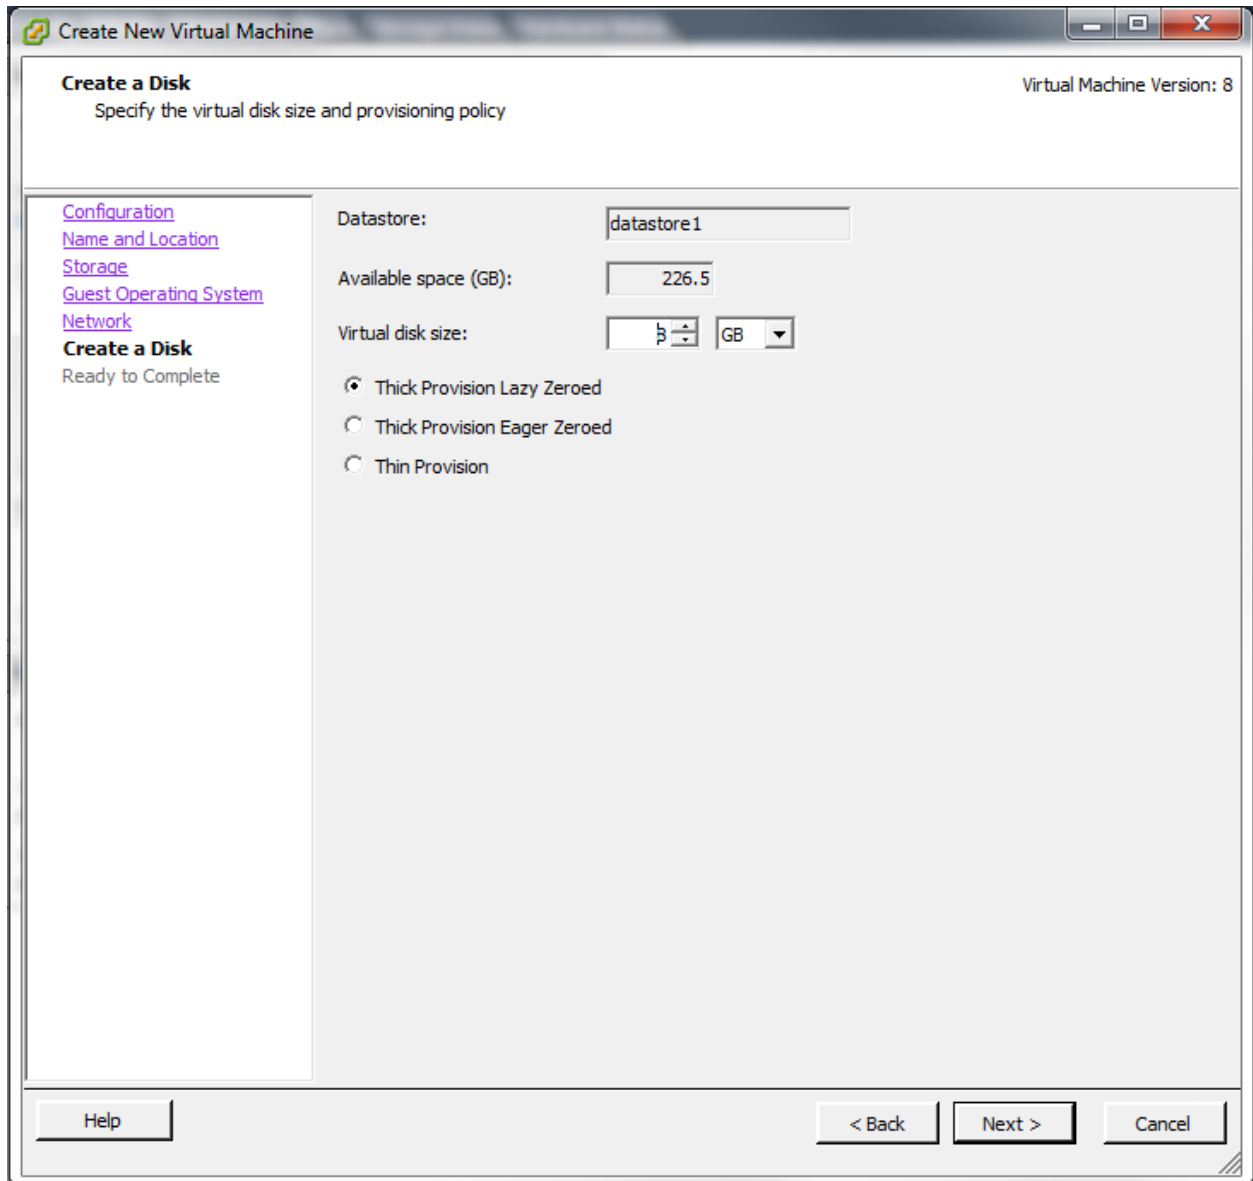 Create New Virtual Machine
Create a Disk
Virtual Machine Version: 8
Specify the virtual disk size and provisioning policy
Configuration
Name and Location
Storage
Guest Operating System
Network
Create a Disk
Ready to Complete
Datastore: datastore1
Available space (GB): 226.5
Virtual disk size: GB
Thick Provision Lazy Zeroed
Thick Provision Eager Zeroed
Thin Provision
Help
< Back
Next >
Cancel